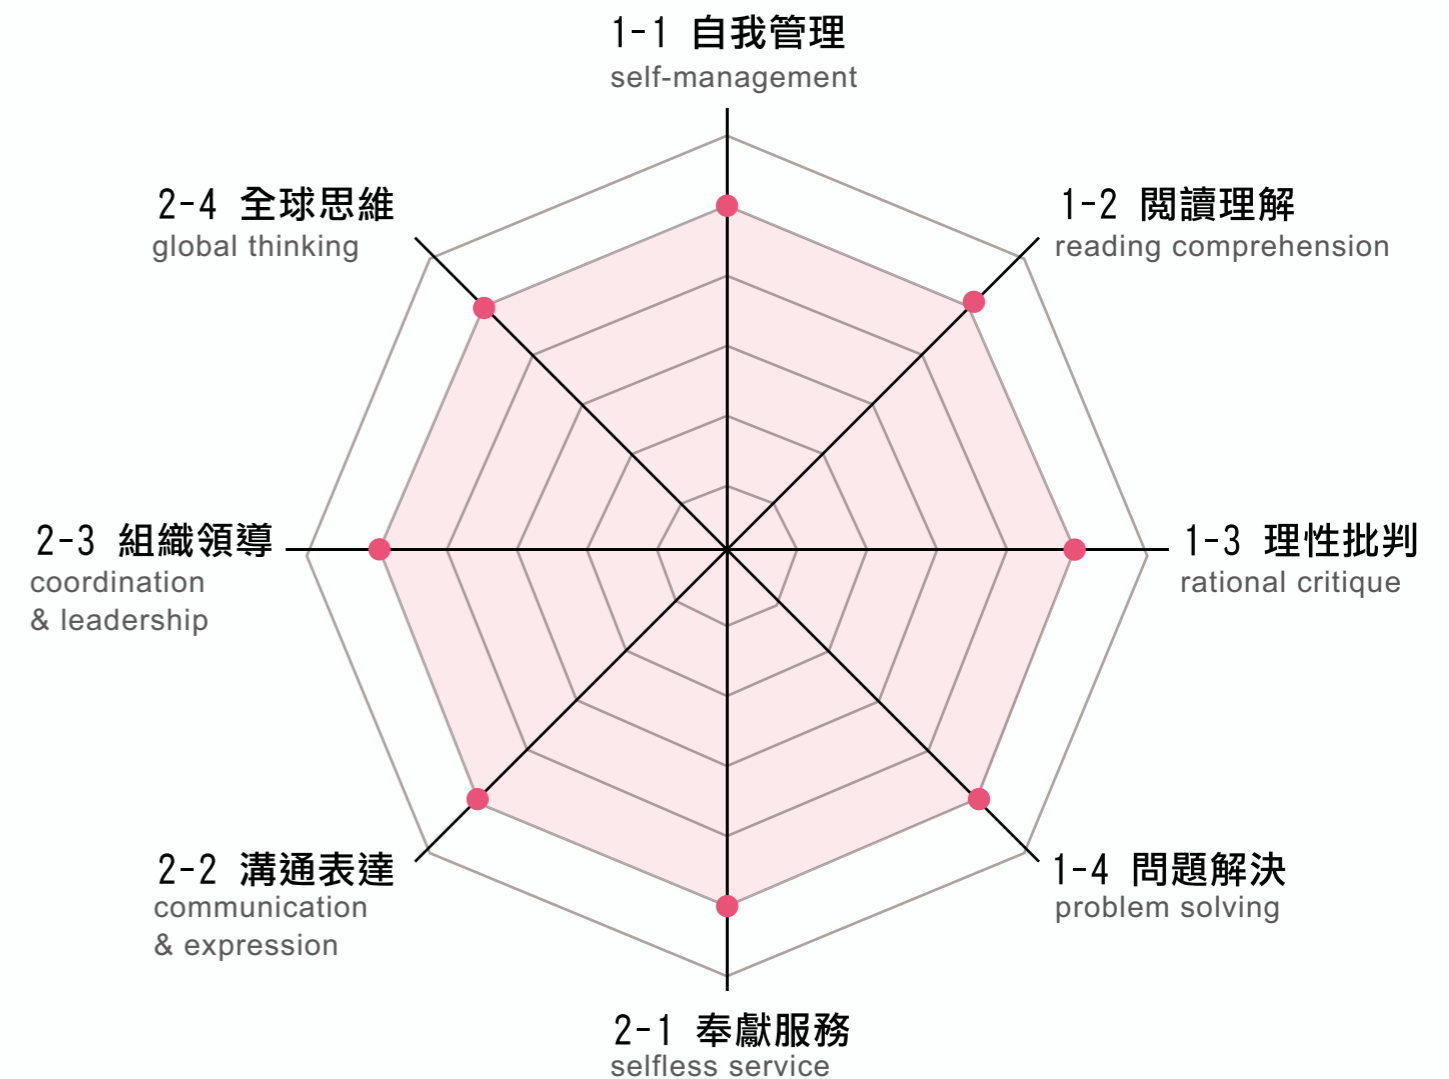 1-1 自我管理
self-management
2-4 全球思維
global thinking
1-2 閱讀理解
reading comprehension
2-3 組織領導
coordination
& leadership
1-3 理性批判
rational critique
2-2 溝通表達
communication
& expression
1-4 問題解決
problem solving
2-1 奉獻服務
selfless service